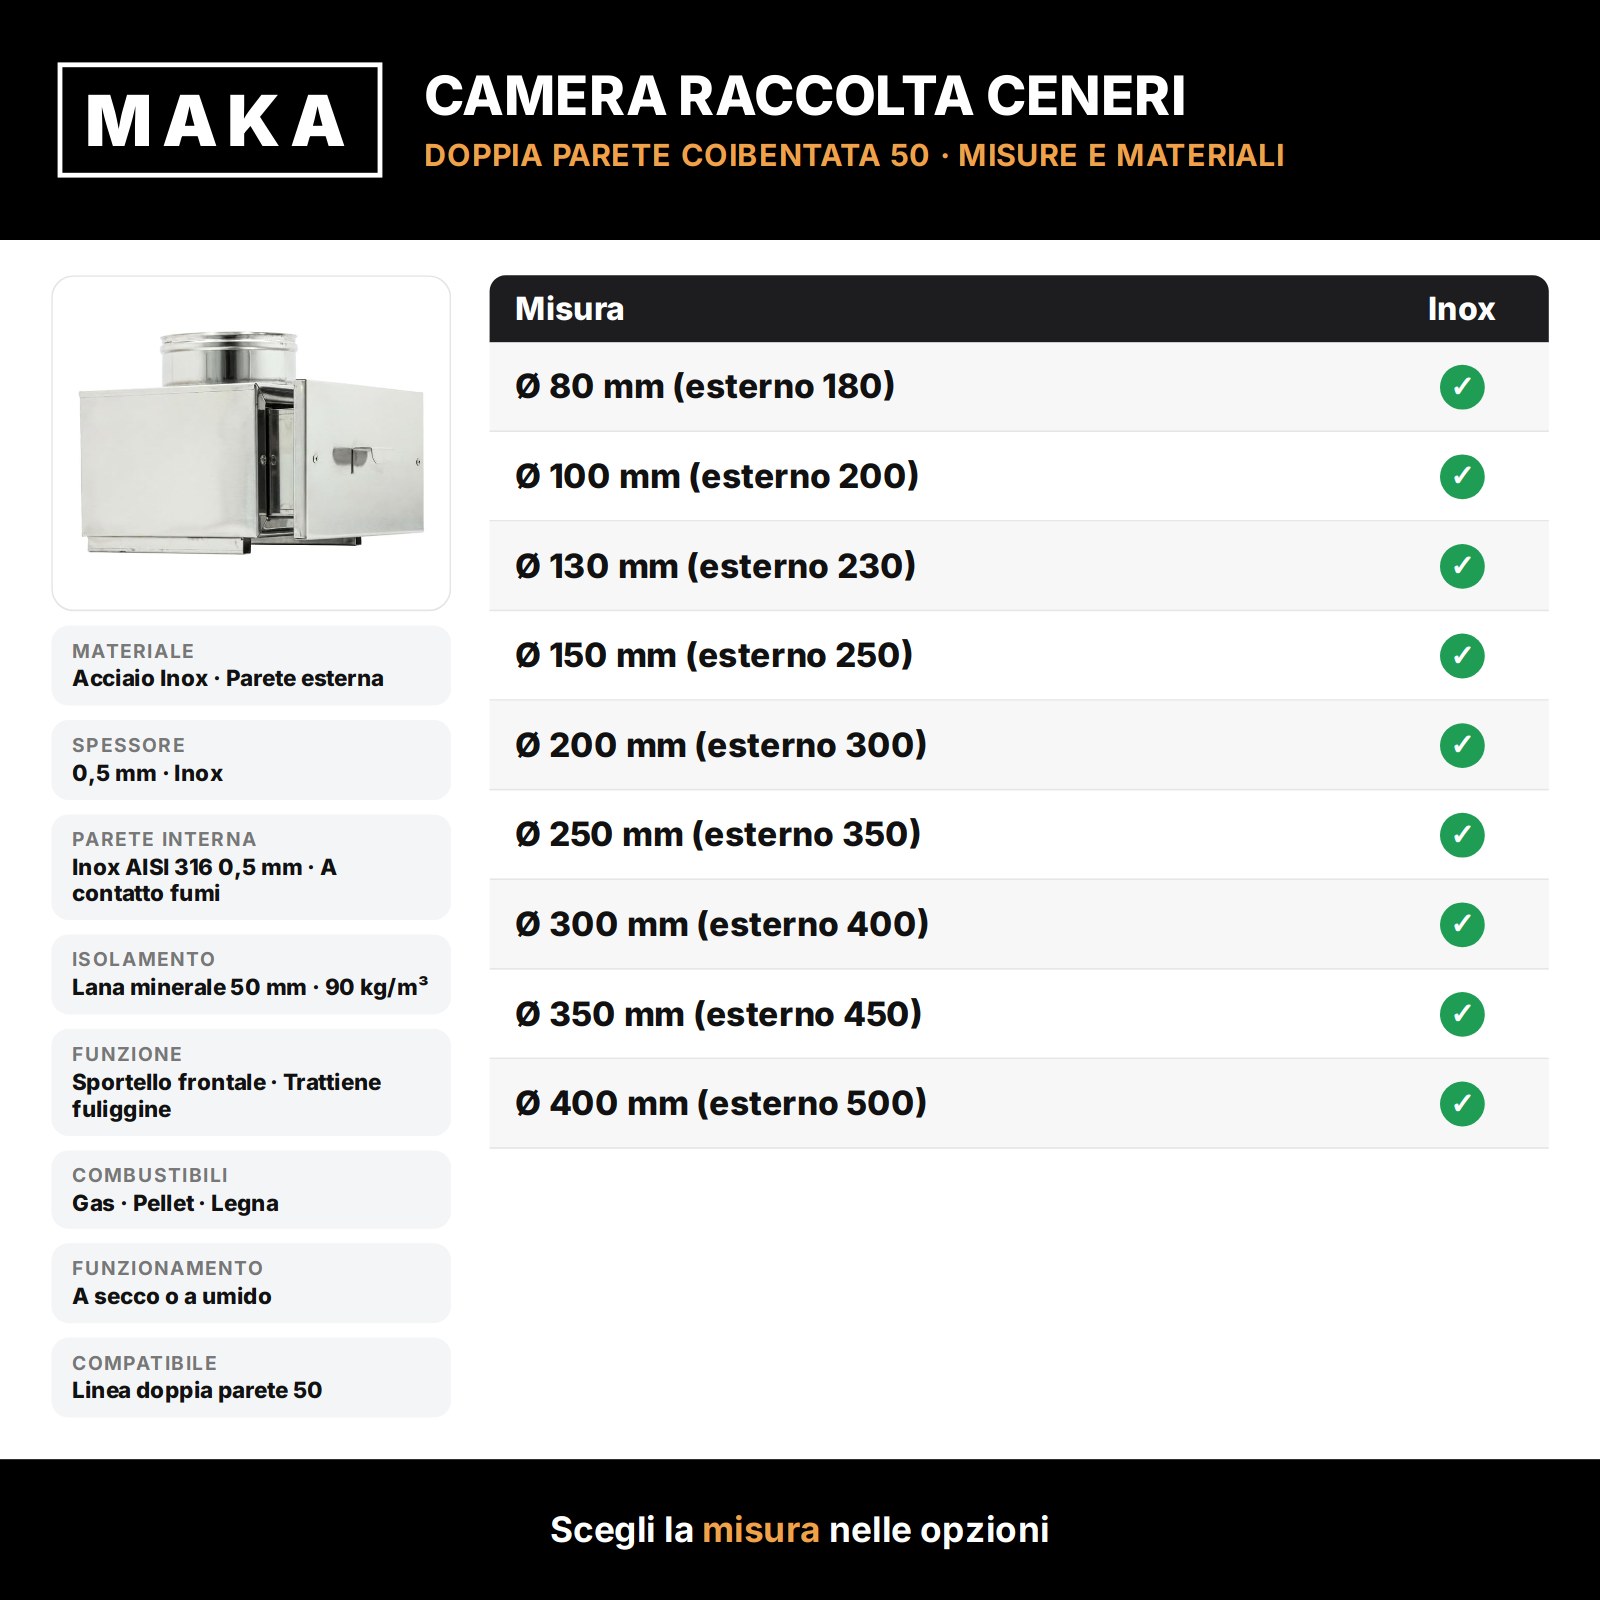 MAKA
CAMERA RACCOLTA CENERI
DOPPIA PARETE COIBENTATA 50 · MISURE E MATERIALI
MATERIALE
Acciaio Inox · Parete esterna
SPESSORE
0,5 mm · Inox
PARETE INTERNA
Inox AISI 316 0,5 mm · A
contatto fumi
ISOLAMENTO
Lana minerale 50 mm · 90 kg/m³
FUNZIONE
Sportello frontale · Trattiene
fuliggine
COMBUSTIBILI
Gas · Pellet · Legna
FUNZIONAMENTO
A secco o a umido
COMPATIBILE
Linea doppia parete 50
Misura Inox
Ø 80 mm (esterno 180) ✓
Ø 100 mm (esterno 200) ✓
Ø 130 mm (esterno 230) ✓
Ø 150 mm (esterno 250) ✓
Ø 200 mm (esterno 300) ✓
Ø 250 mm (esterno 350) ✓
Ø 300 mm (esterno 400) ✓
Ø 350 mm (esterno 450) ✓
Ø 400 mm (esterno 500) ✓
Scegli la misura nelle opzioni